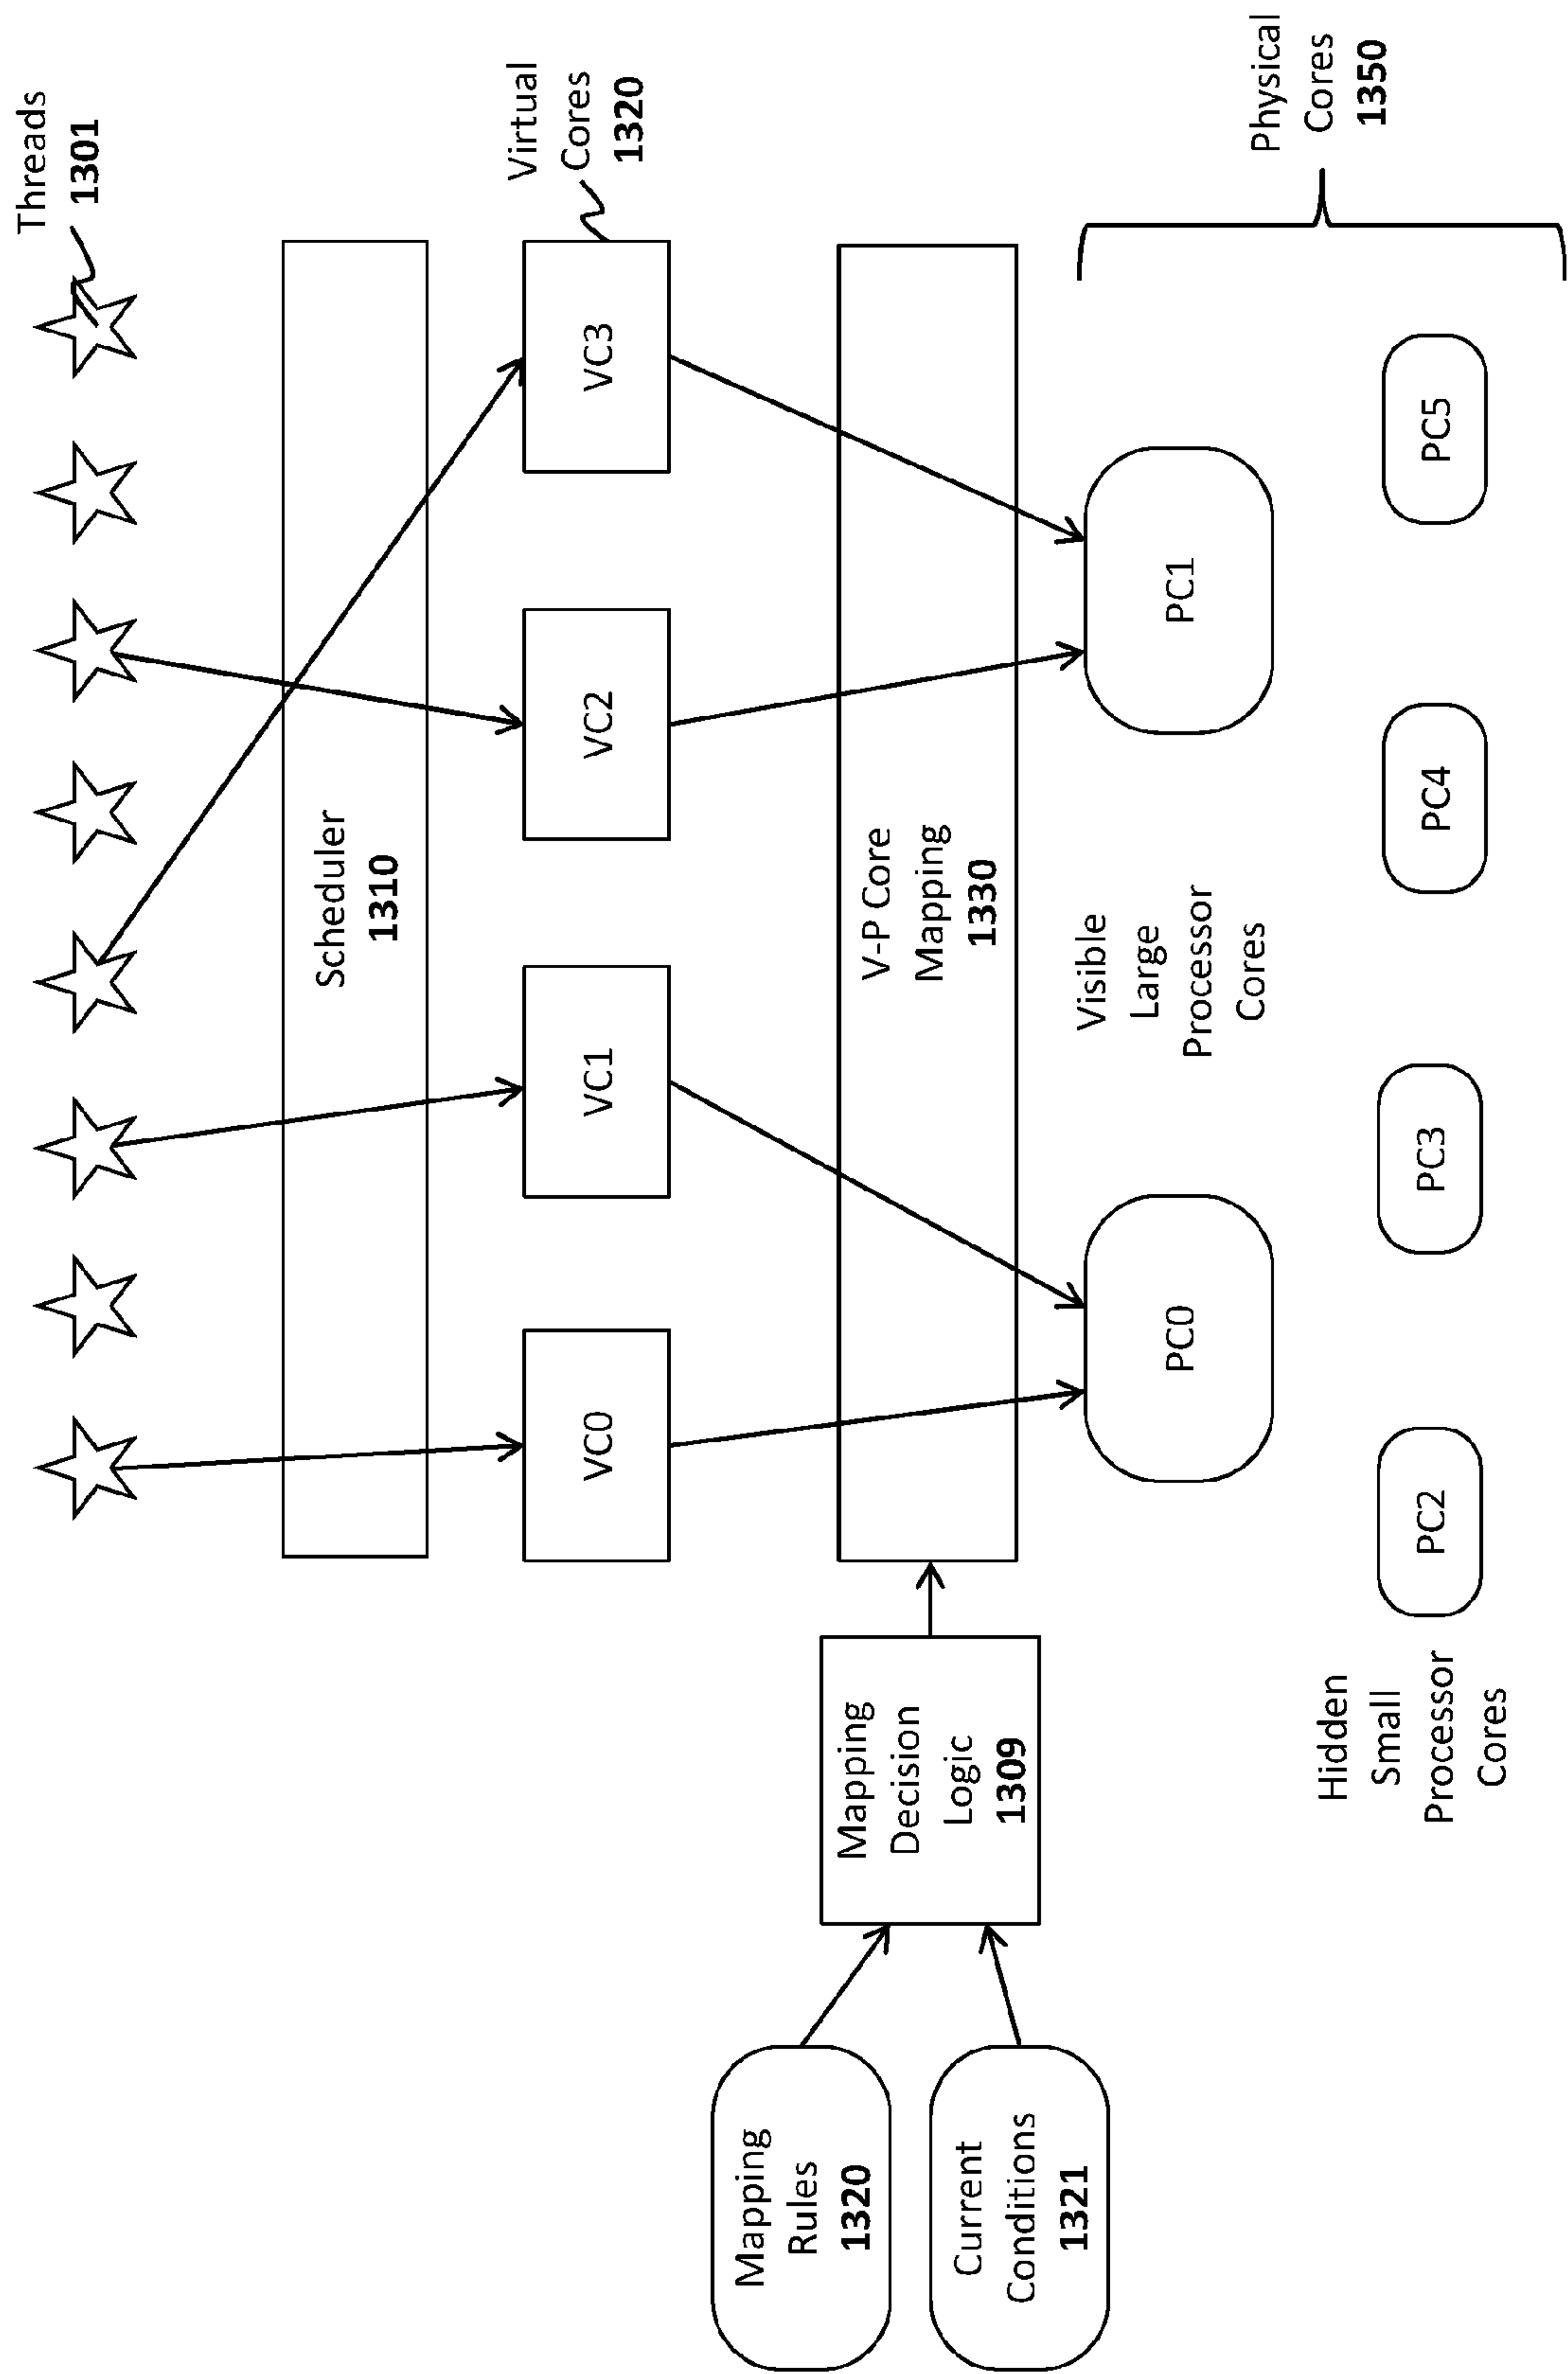 Threads
1301
Scheduler
1310
Virtual
Cores
1320
VC0
VC1
VC2
VC3
Mapping
Rules
1320
Current
Conditions
1321
Mapping
Decision
Logic
1309
V-P Core
Mapping
1330
Visible
Large
Processor
Cores
PC0
PC1
Physical
Cores
1350
Hidden
Small
Processor
Cores
PC2
PC3
PC4
PC5